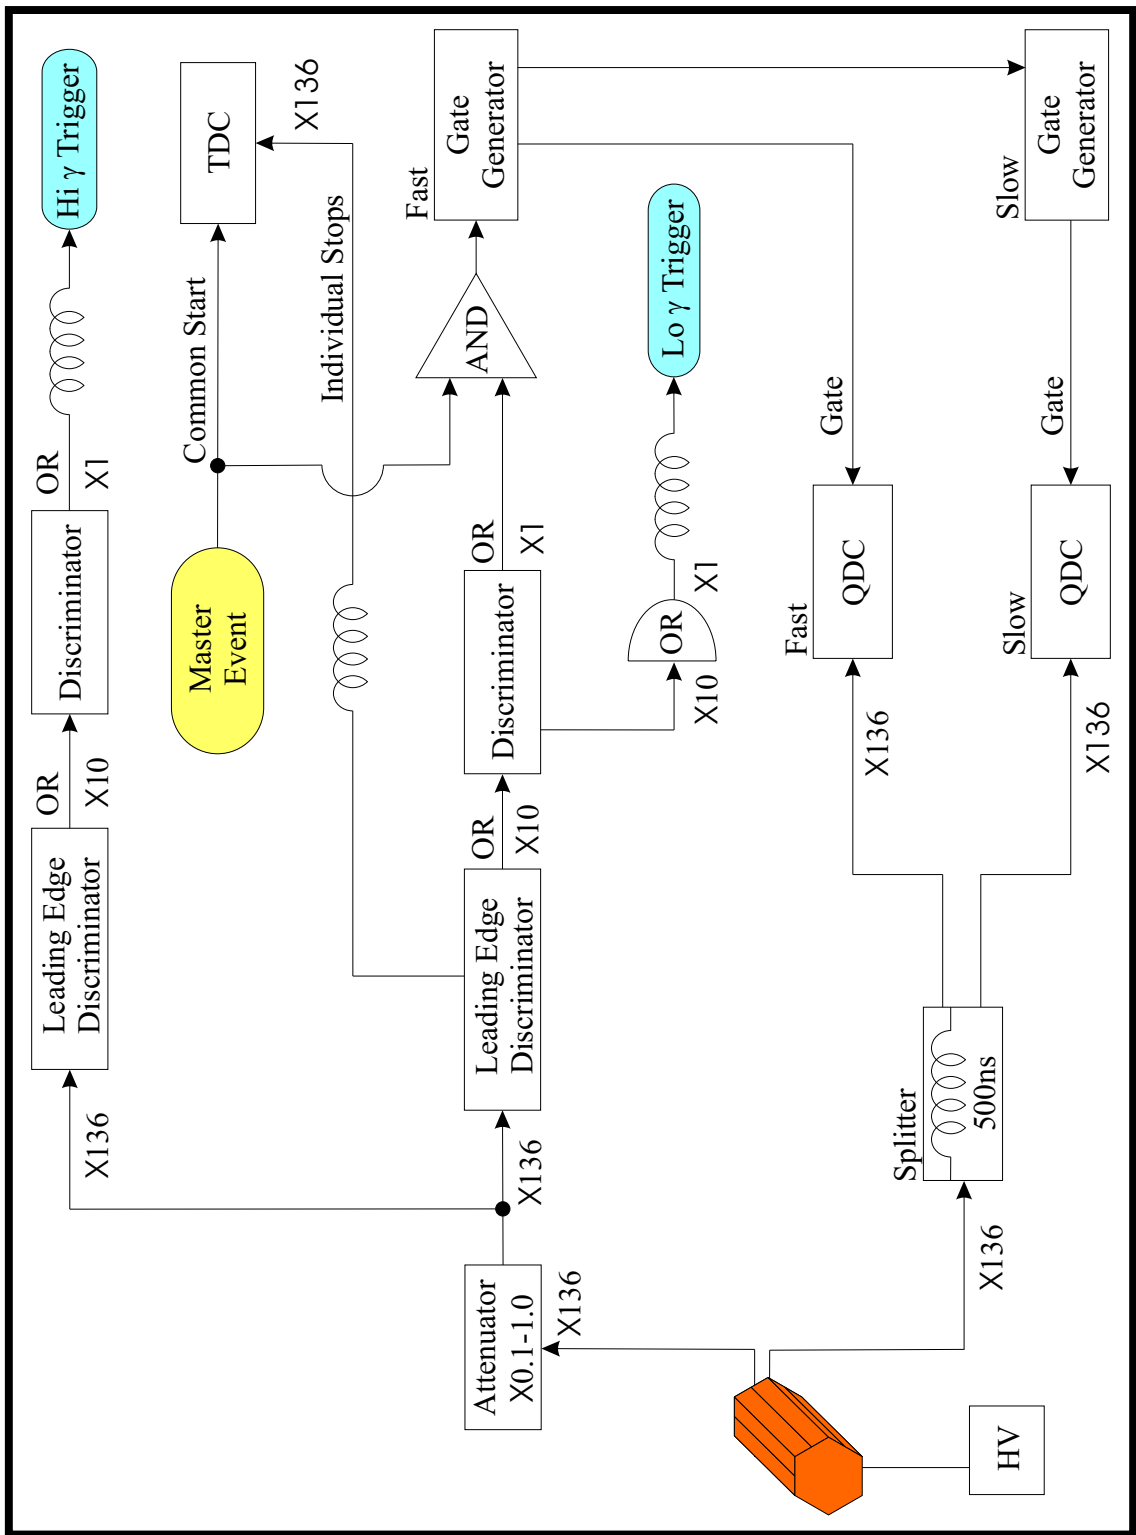 X136
Leading Edge
Discriminator
OR
X10
Discriminator
OR
X1
Hi γ Trigger
Master
Event
Common Start
TDC
X136
Individual Stops
Attenuator
X0.1-1.0
X136
X136
Leading Edge
Discriminator
OR
X10
Discriminator
OR
X1
AND
Fast
Gate
Generator
X10
OR
X1
Lo γ Trigger
HV
X136
Splitter
500ns
X136
Fast
QDC
Gate
X136
Slow
QDC
Gate
Slow
Gate
Generator